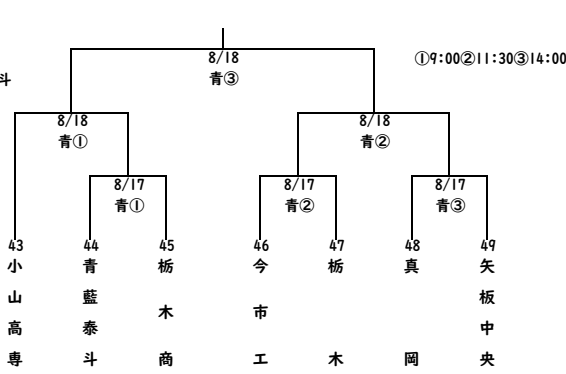 8/18
青③
①9:00②11:30③14:00
斗
8/18
青①
8/18
青②
8/17
青①
8/17
青②
8/17
青③
43
44
45
46
47
48
49
小山高専
青藍泰斗
栃木商
今市工
栃木
真岡
矢板中央